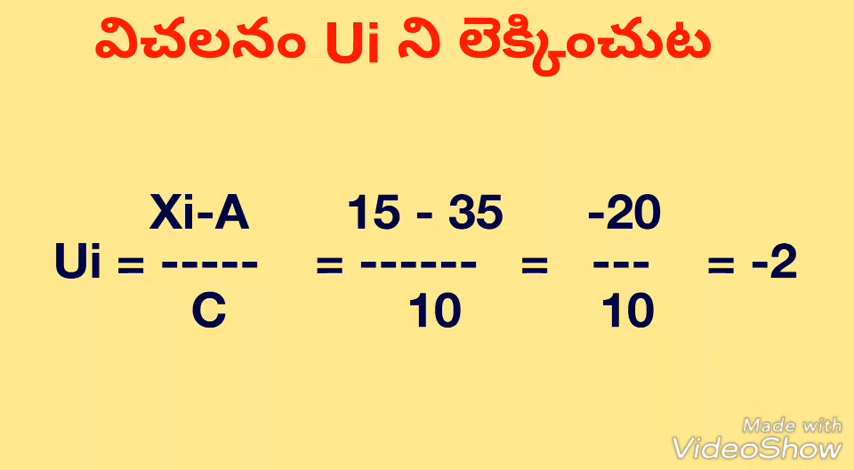 విచలనం Ui ని లెక్కించుట
Xi-A 15 - 35 -20
Ui = ----- = ------ = --- = -2
C 10 10
Made with
VideoShow